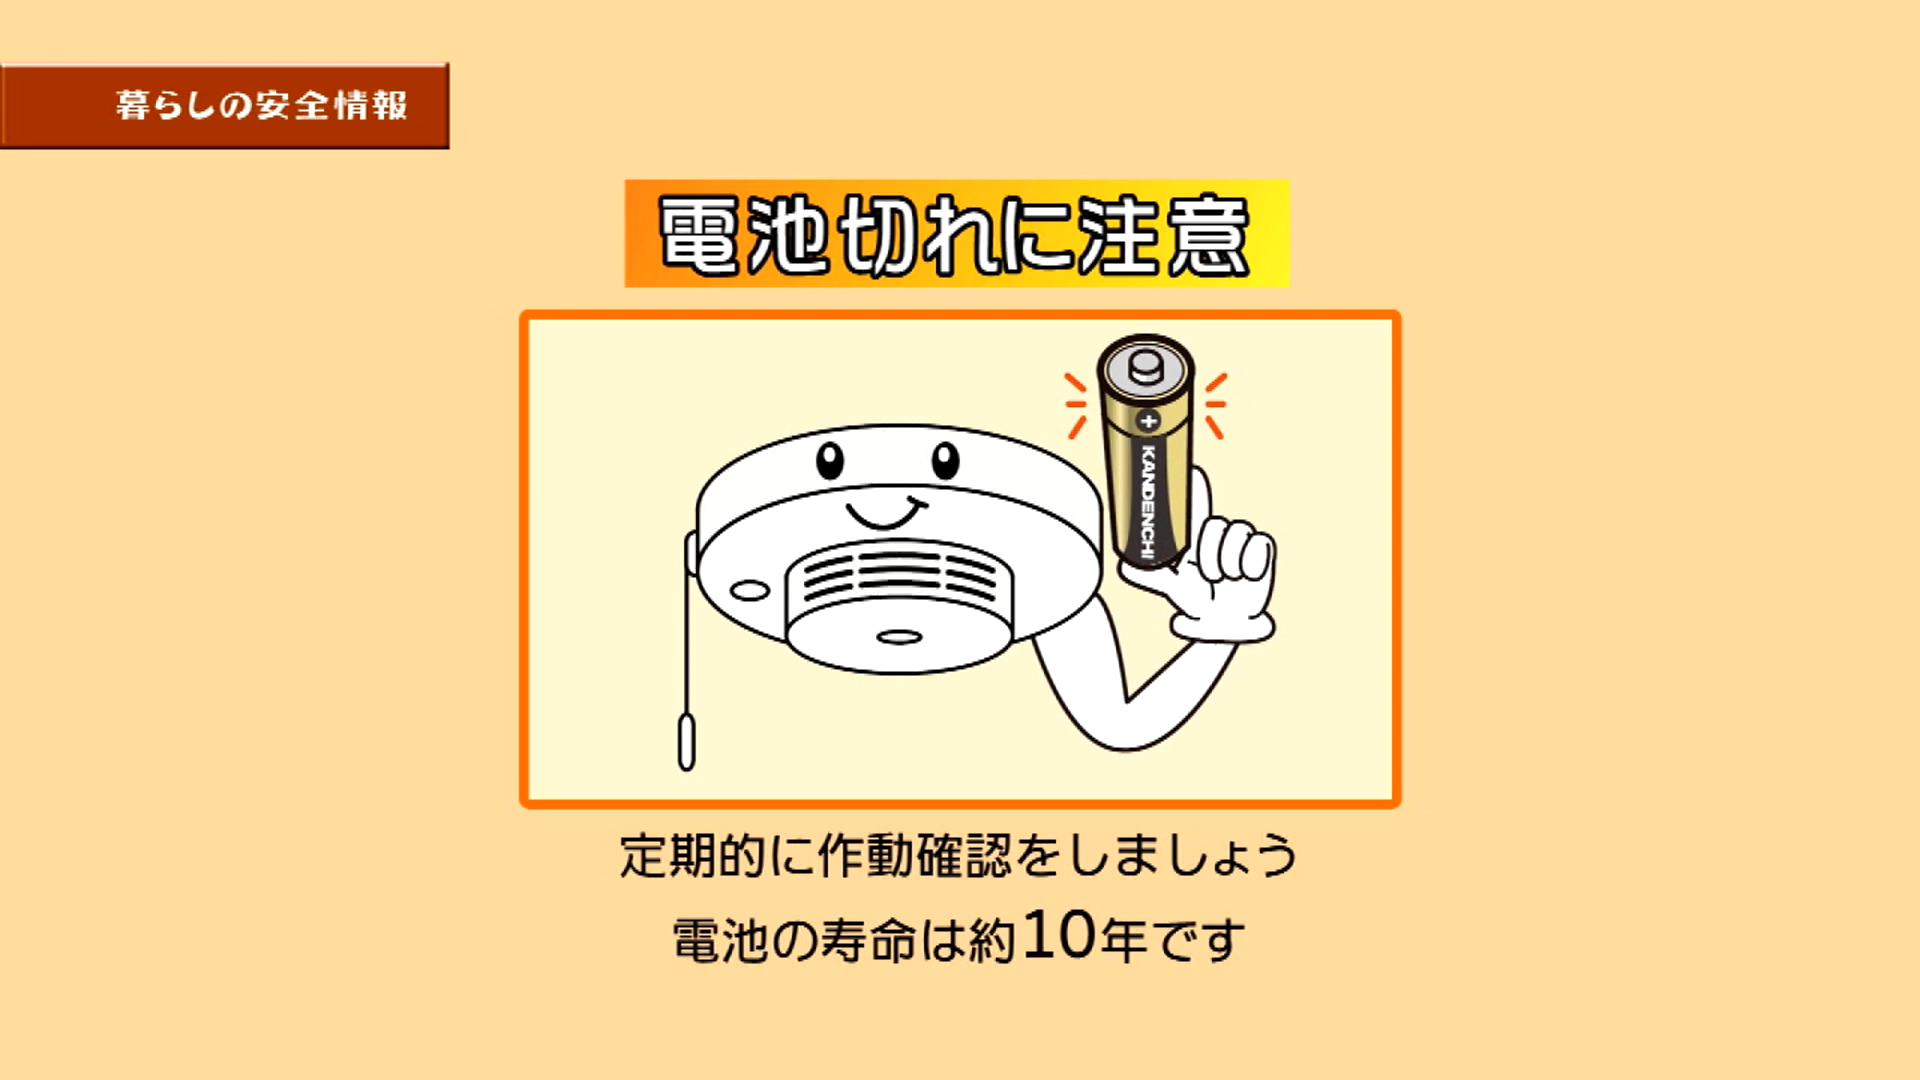 暮らしの安全情報
電池切れに注意
+
KANDENCHI
定期的に作動確認をしましょう
電池の寿命は約10年です